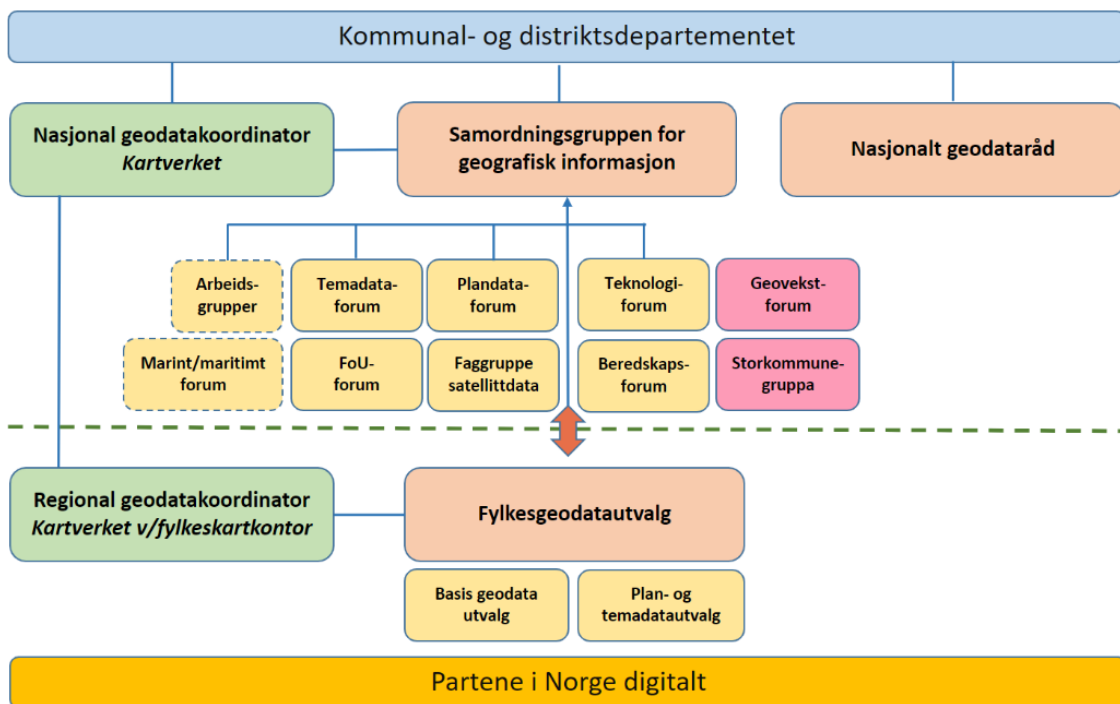 Kommunal- og distriktsdepartementet
Nasjonal geodatakoordinator
Kartverket
Samordningsgruppen for
geografisk informasjon
Nasjonalt geodataråd
Arbeids-
grupper
Temadata-
forum
Plandata-
forum
Teknologi-
forum
Geovekst-
forum
Marint/maritimt
forum
FoU-
forum
Faggruppe
satellittdata
Beredskaps-
forum
Storkommune-
gruppa
Regional geodatakoordinator
Kartverket v/fylkeskartkontor
Fylkesgeodatautvalg
Basis geodata
utvalg
Plan- og
temadatautvalg
Partene i Norge digitalt